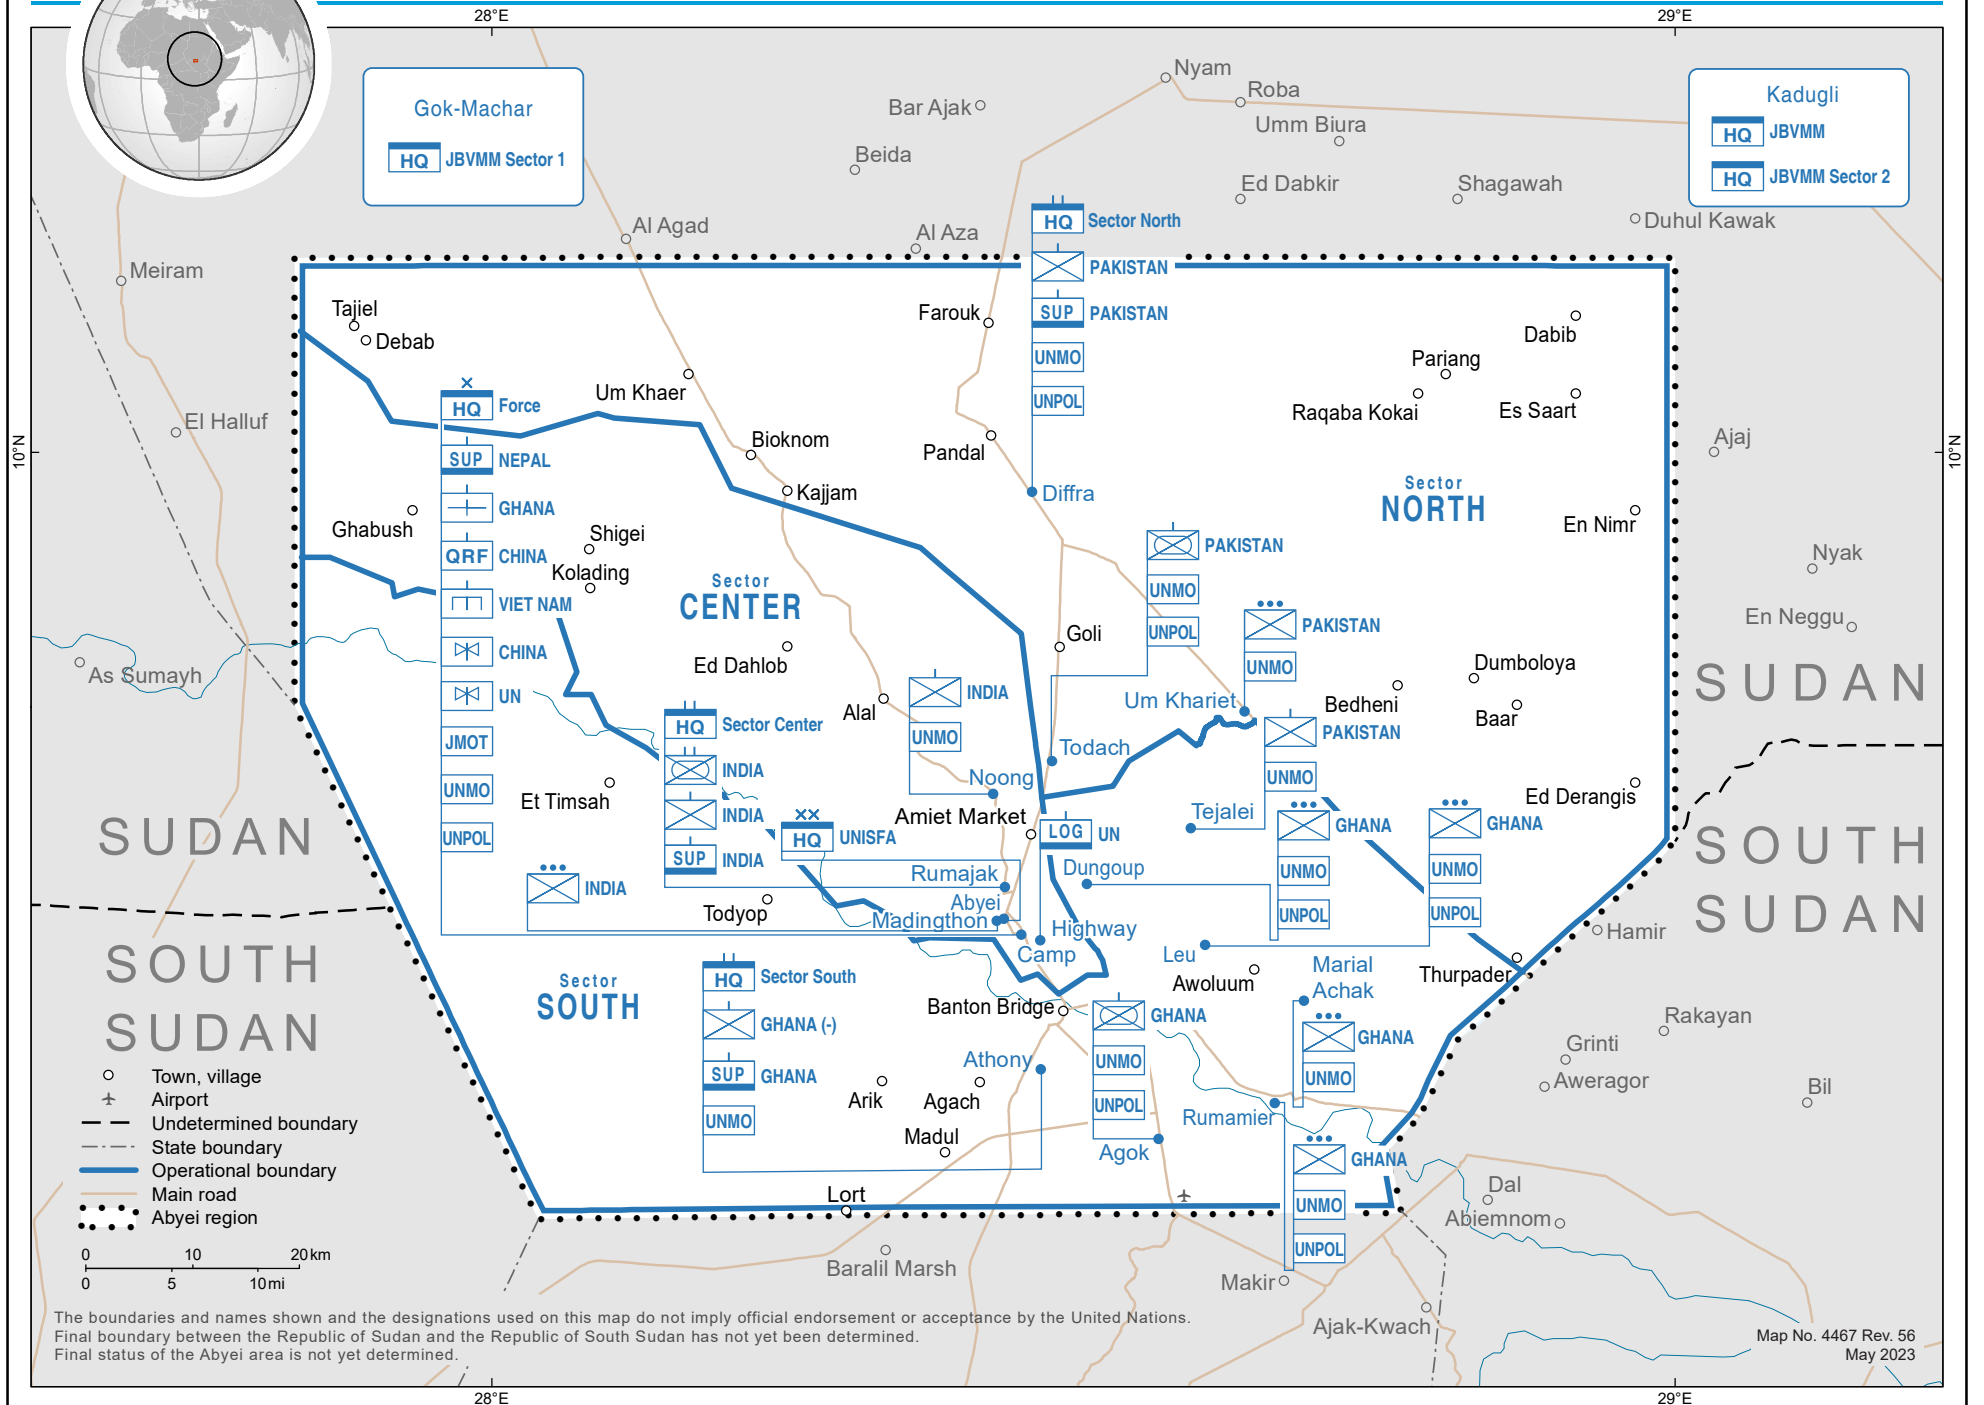 28°E
29°E
Gok-Machar
HQ JBVMM Sector 1
Kadugli
HQ JBVMM
HQ JBVMM Sector 2
Nyam
Roba
Bar Ajak
Umm Biura
Beida
Ed Dabkir
Shagawah
Duhul Kawak
Al Agad
Al Aza
Meiram
HQ Sector North
PAKISTAN
SUP PAKISTAN
UNMO
UNPOL
Diffra
Tajiel
Debab
Farouk
Dabib
Pariang
Um Khaer
Raqaba Kokai
Es Saart
El Halluf
Bioknom
Pandal
Ajaj
10°N
10°N
Kajjam
Sector
NORTH
Ghabush
En Nimr
Shigei
Kolading
Nyak
En Neggu
HQ Force
SUP NEPAL
GHANA
QRF CHINA
VIET NAM
CHINA
UN
JMOT
UNMO
UNPOL
Sector
CENTER
PAKISTAN
UNMO
UNPOL
PAKISTAN
UNMO
Goli
Ed Dahlob
As Sumayh
Dumboloya
SUDAN
Alal
INDIA
UNMO
Um Khariet
Bedheni
Baar
HQ Sector Center
INDIA
INDIA
SUP INDIA
PAKISTAN
UNMO
Todach
Noong
Et Timsah
Ed Derangis
Amiet Market
Tejalei
SUDAN
HQ UNISFA
LOG UN
GHANA
UNMO
UNPOL
GHANA
UNMO
UNPOL
SOUTH
SUDAN
INDIA
Rumajak
Dungoup
Abyei
Todyop
Madingthon
Highway
Camp
Leu
Hamir
SOUTH
SUDAN
Sector
SOUTH
HQ Sector South
GHANA (-)
SUP GHANA
UNMO
Awoluum
Marial
Achak
Thurpader
Banton Bridge
GHANA
UNMO
UNPOL
GHANA
UNMO
Rakayan
Grinti
Aweragor
Bil
Athony
Arik
Agach
Madul
Rumamier
Agok
GHANA
UNMO
UNPOL
Lort
Dal
Abiemnom
Baralil Marsh
Makir
Ajak-Kwach
Town, village
Airport
Undetermined boundary
State boundary
Operational boundary
Main road
Abyei region
0 10 20 km
0 5 10 mi
The boundaries and names shown and the designations used on this map do not imply official endorsement or acceptance by the United Nations.
Final boundary between the Republic of Sudan and the Republic of South Sudan has not yet been determined.
Final status of the Abyei area is not yet determined.
Map No. 4467 Rev. 56
May 2023
28°E
29°E